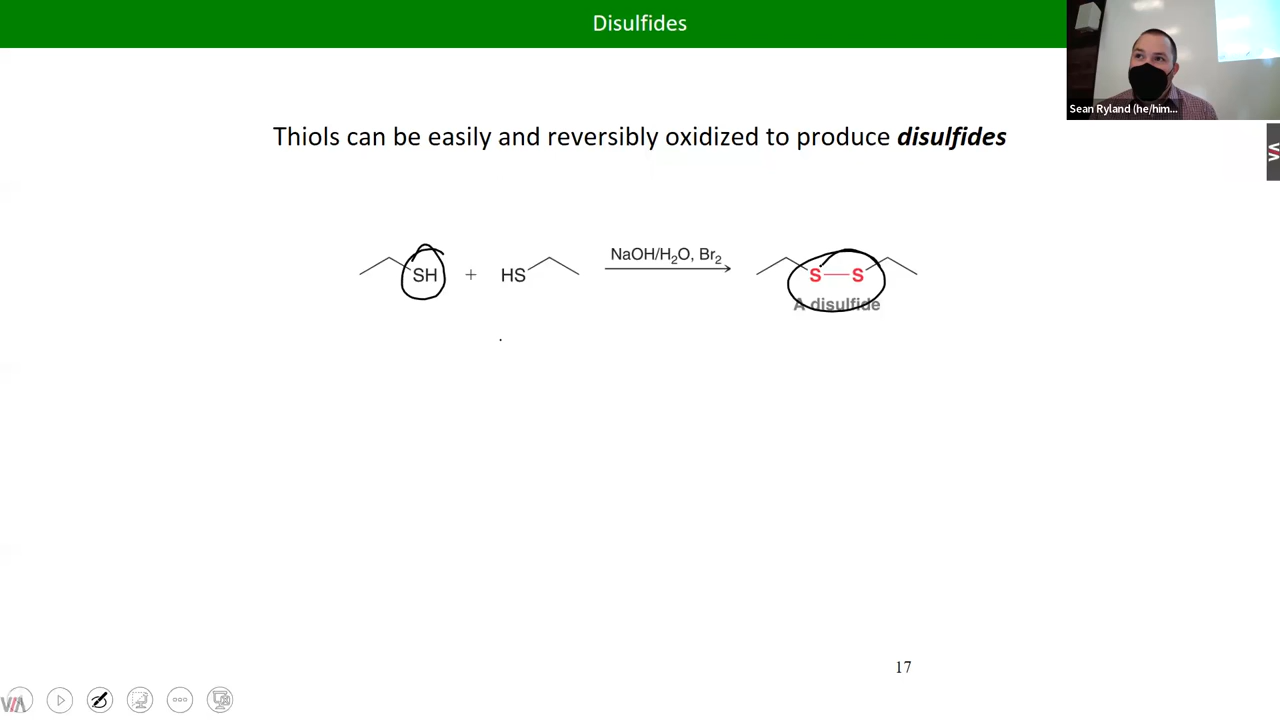 Disulfides
Sean Ryland (he/him...
Thiols can be easily and reversibly oxidized to produce disulfides
SH + HS NaOH/H₂O, Br₂ S S
A disulfide
17
VIA